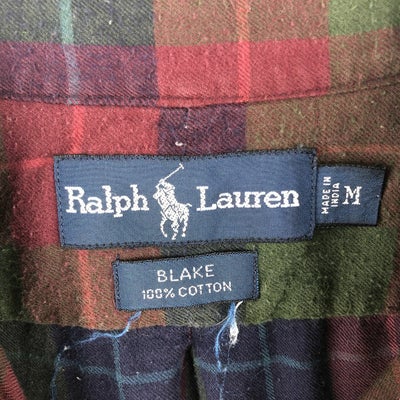 Ralph Lauren
MADE IN
INDIA
M
BLAKE
100% COTTON